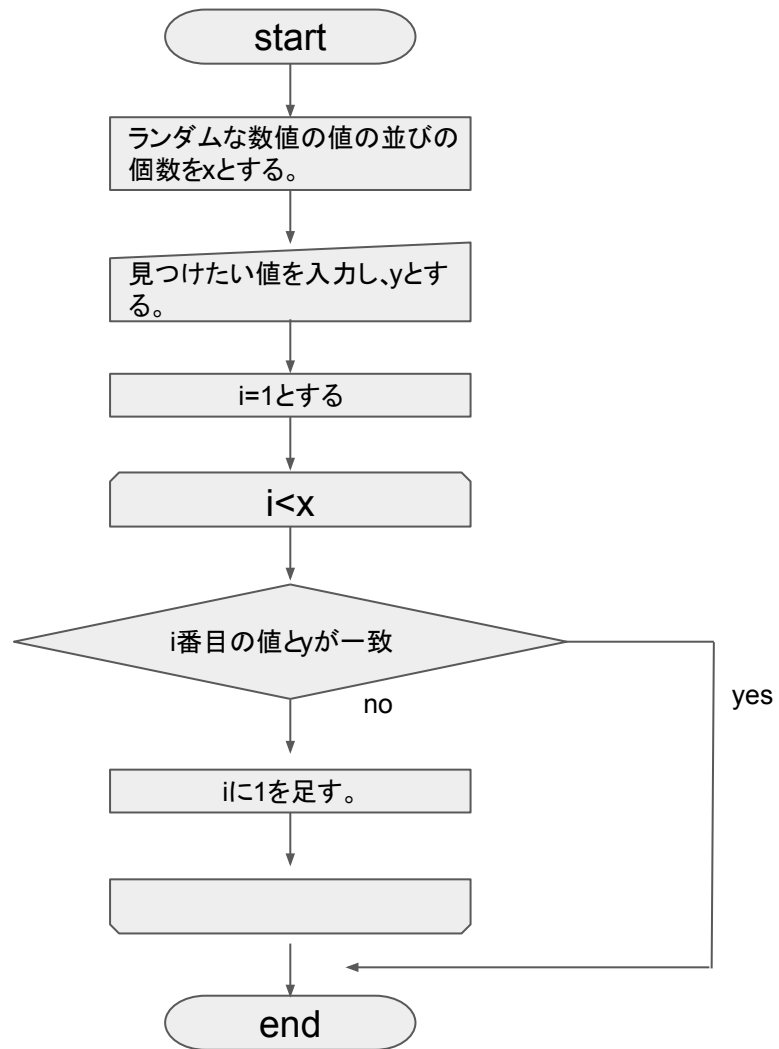 start
ランダムな数値の値の並びの
個数をxとする。
見つけたい値を入力し、yとす
る。
i=1とする
i<x
i番目の値とyが一致
no
yes
iに1を足す。
end